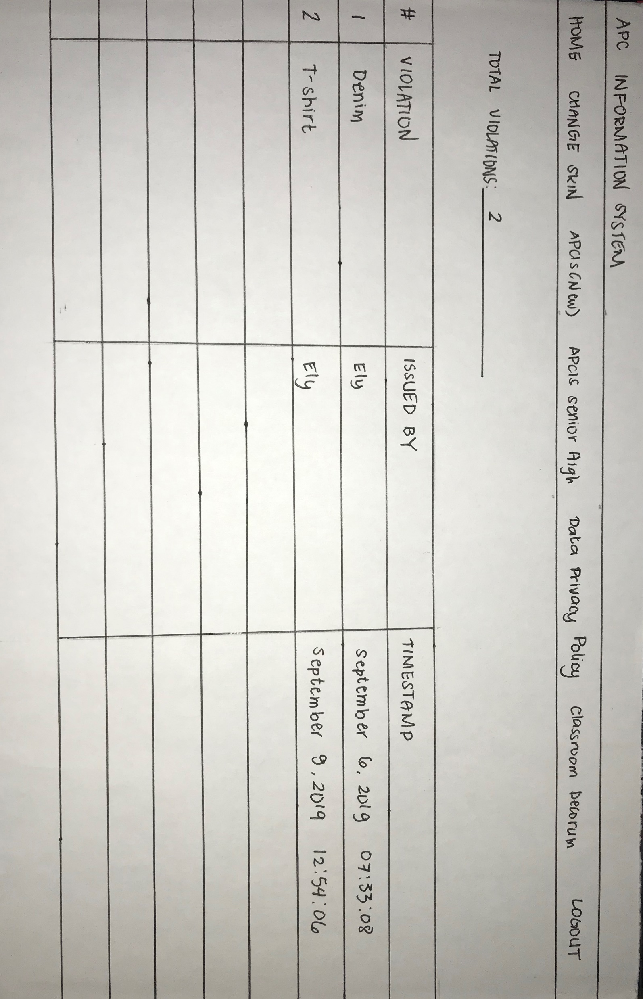 APC INFORMATION SYSTEM
HOME CHANGE SKIN APCIS(New) APCIS senior High Data Privacy Policy Classroom Decorum LOGOUT
TOTAL VIOLATIONS: 2
# VIOLATION ISSUED BY TIMESTAMP
1 Denim Ely September 6, 2019 07:33:08
2 T-shirt Ely September 9, 2019 12:54:06